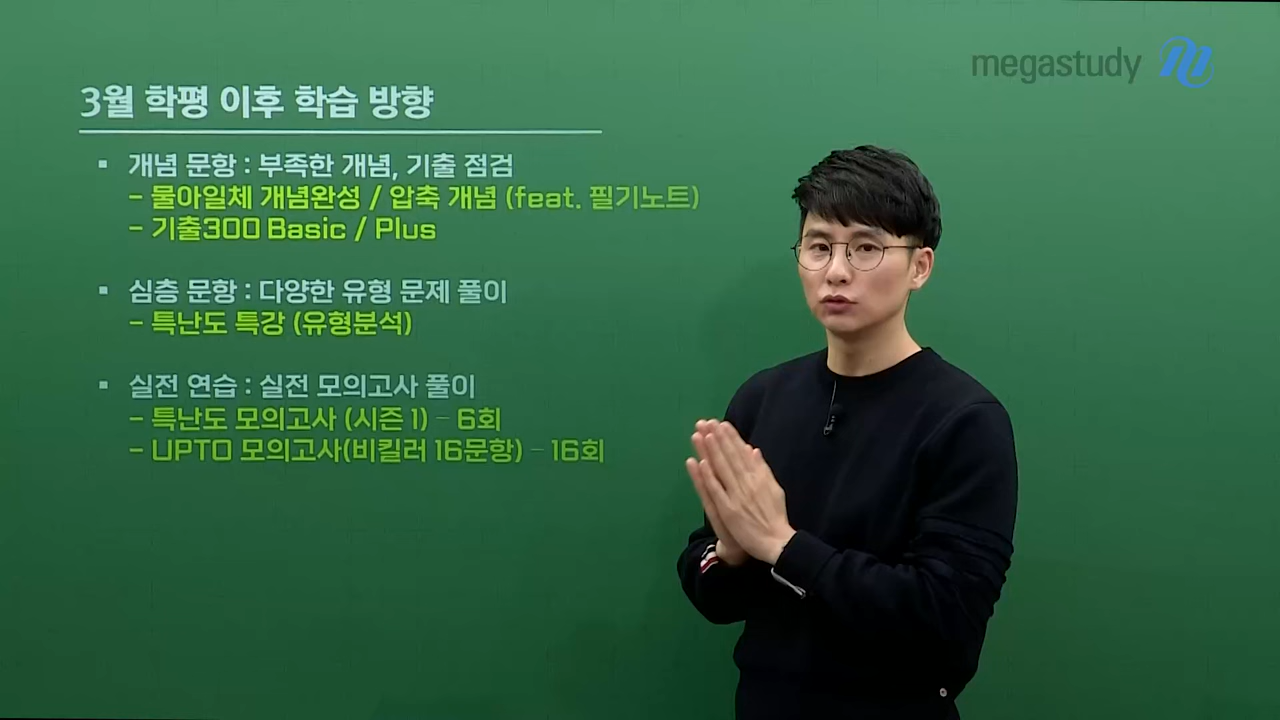 megastudy
3월 학평 이후 학습 방향
▪ 개념 문항 : 부족한 개념, 기출 점검
- 물아일체 개념완성 / 압축 개념 (feat. 필기노트)
- 기출300 Basic / Plus
▪ 심층 문항 : 다양한 유형 문제 풀이
- 특난도 특강 (유형분석)
▪ 실전 연습 : 실전 모의고사 풀이
- 특난도 모의고사 (시즌 1) – 6회
- UPTO 모의고사(비킬러 16문항) – 16회